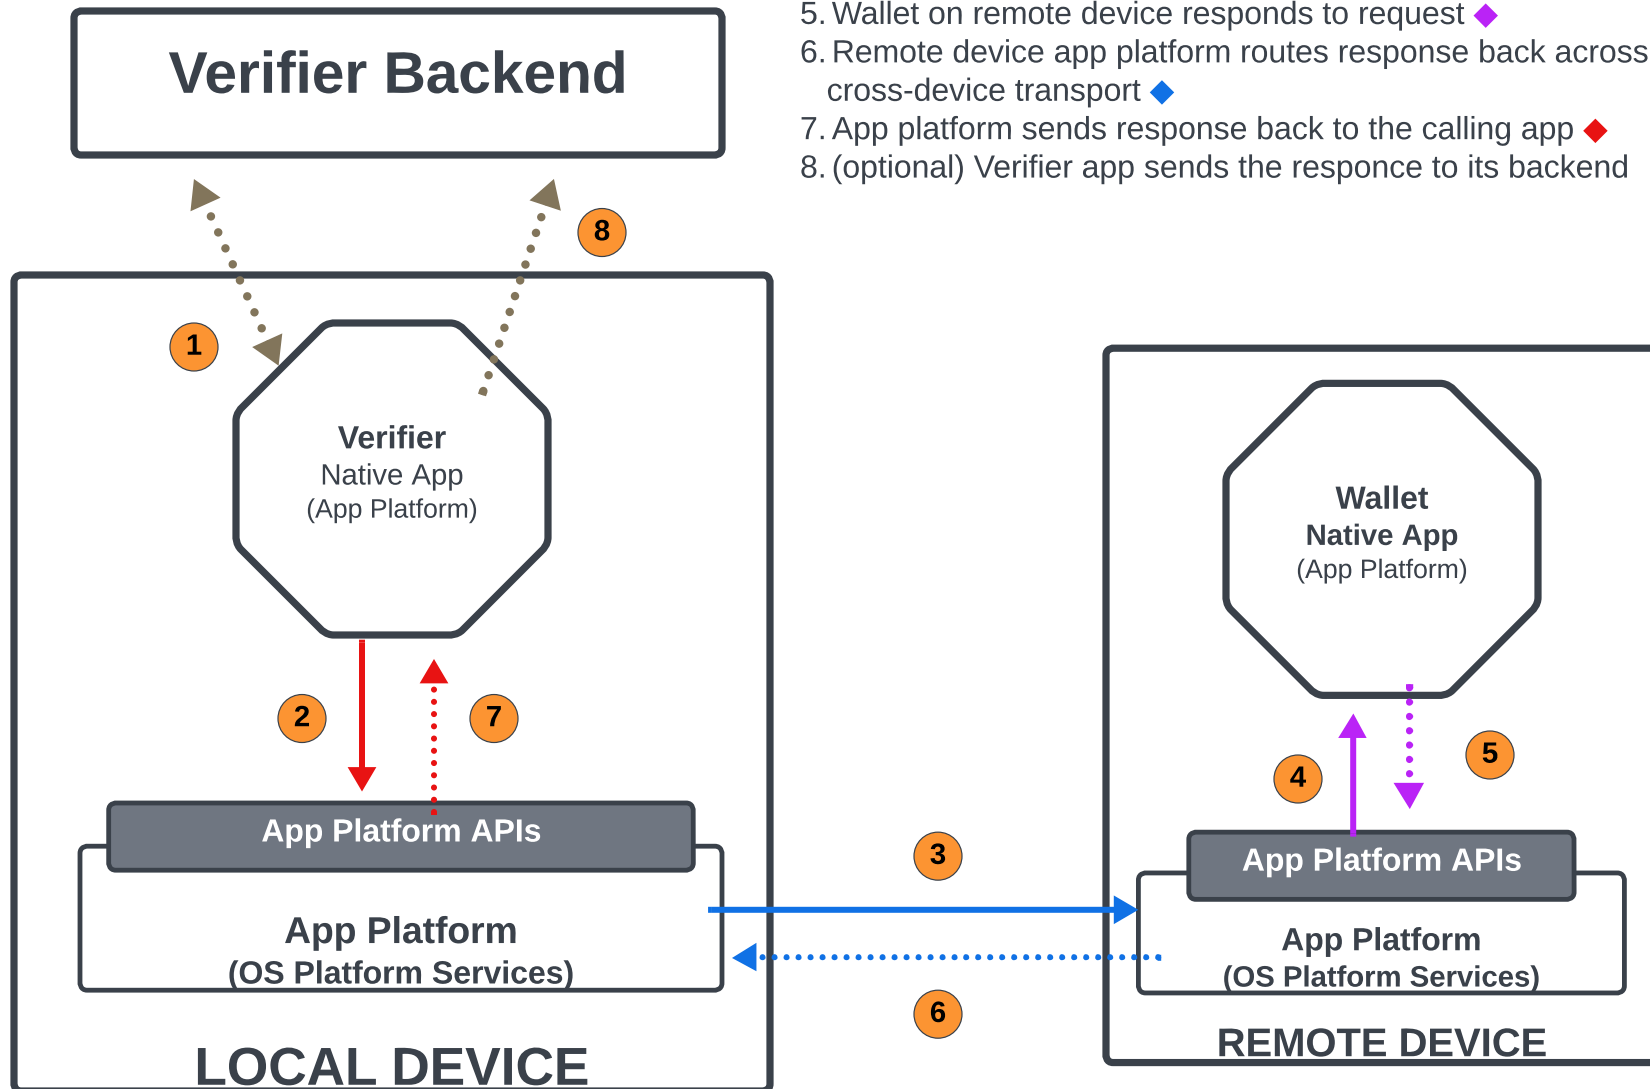 5. Wallet on remote device responds to request
6. Remote device app platform routes response back across
cross-device transport
7. App platform sends response back to the calling app
8. (optional) Verifier app sends the responce to its backend
Verifier Backend
8
1
Verifier
Native App
(App Platform)
2
7
App Platform APIs
App Platform
(OS Platform Services)
LOCAL DEVICE
3
6
Wallet
Native App
(App Platform)
4
5
App Platform APIs
App Platform
(OS Platform Services)
REMOTE DEVICE